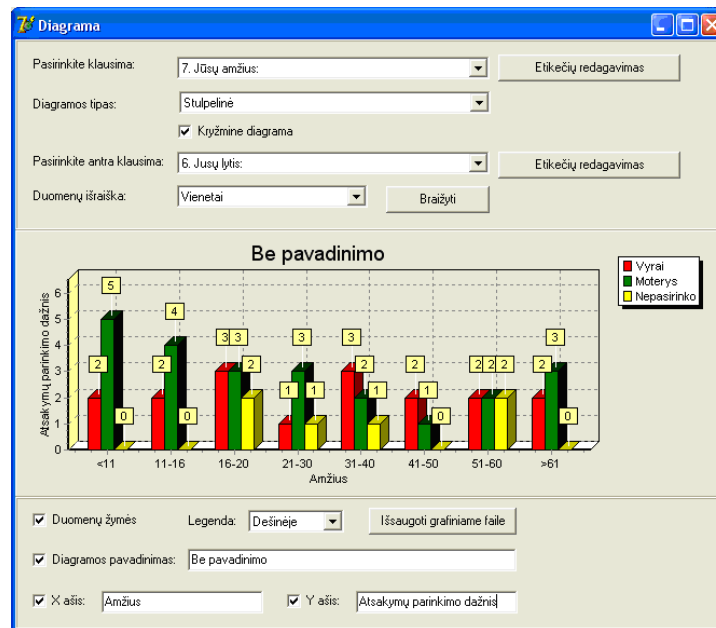 Diagrama
Pasirinkite klausima: 7. Jūsų amžius: Etikečių redagavimas
Diagramos tipas: Stulpelinė
Kryžmine diagrama
Pasirinkite antra klausima: 6. Jusų lytis: Etikečių redagavimas
Duomenų išraiška: Vienetai Braižyti
Be pavadinimo
Vyrai
Moterys
Nepasirinko
Atsakymų parinkimo dažnis
6
5
4
3
2
1
0
2 5 0
2 4 0
3 3 2
1 3 1
3 2 1
2 1 0
2 2 2
2 3 0
<11 11-16 16-20 21-30 31-40 41-50 51-60 >61
Amžius
Duomenų žymės Legenda: Dešinėje Išsaugoti grafiniame faile
Diagramos pavadinimas: Be pavadinimo
X ašis: Amžius Y ašis: Atsakymų parinkimo dažnis